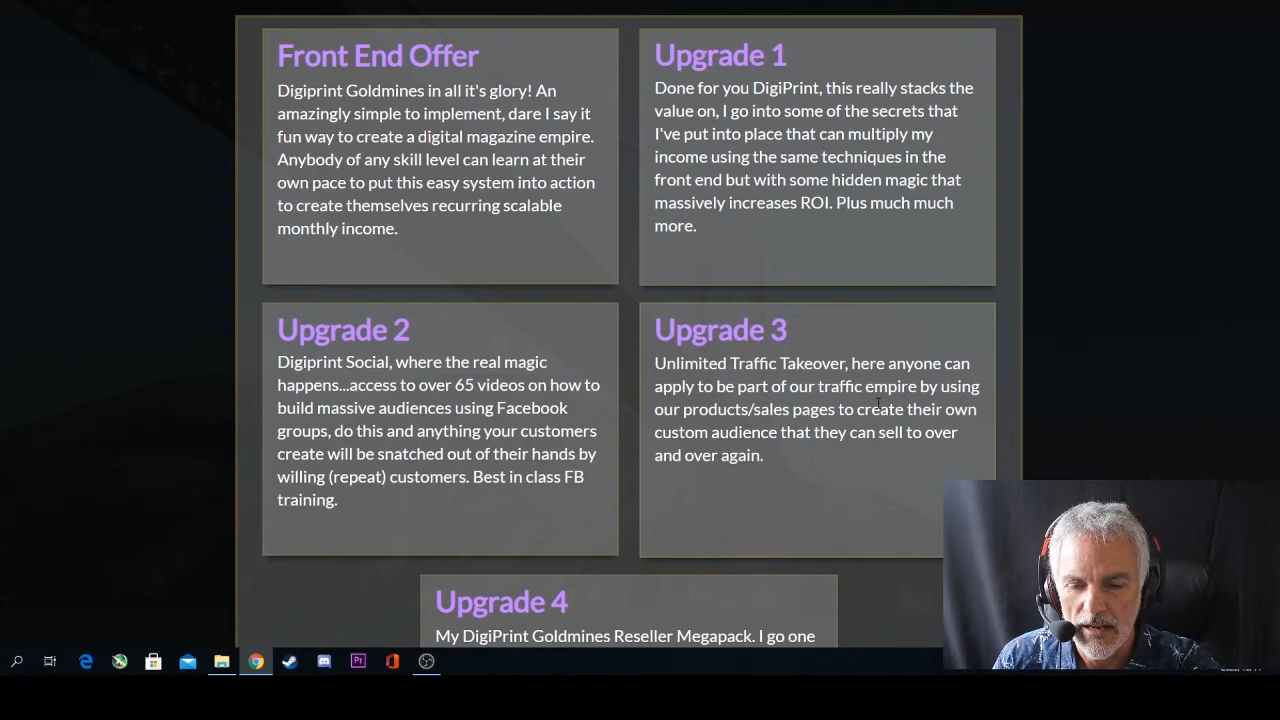 Front End Offer
Digiprint Goldmines in all it's glory! An
amazingly simple to implement, dare I say it
fun way to create a digital magazine empire.
Anybody of any skill level can learn at their
own pace to put this easy system into action
to create themselves recurring scalable
monthly income.
Upgrade 1
Done for you DigiPrint, this really stacks the
value on, I go into some of the secrets that
I've put into place that can multiply my
income using the same techniques in the
front end but with some hidden magic that
massively increases ROI. Plus much much
more.
Upgrade 2
Digiprint Social, where the real magic
happens...access to over 65 videos on how to
build massive audiences using Facebook
groups, do this and anything your customers
create will be snatched out of their hands by
willing (repeat) customers. Best in class FB
training.
Upgrade 3
Unlimited Traffic Takeover, here anyone can
apply to be part of our traffic empire by using
our products/sales pages to create their own
custom audience that they can sell to over
and over again.
Upgrade 4
My DigiPrint Goldmines Reseller Megapack. I go one
Pr